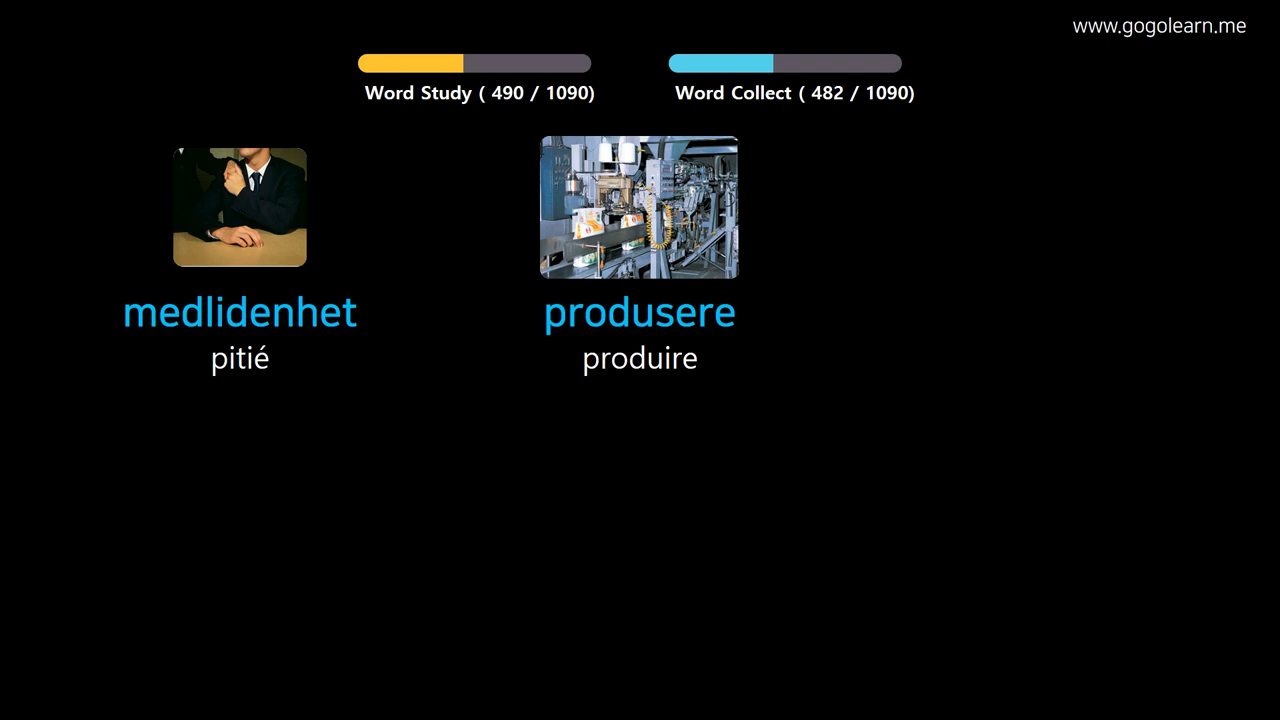 www.gogolearn.me
Word Study ( 490 / 1090)
Word Collect ( 482 / 1090)
medlidenhet
pitié
produsere
produire